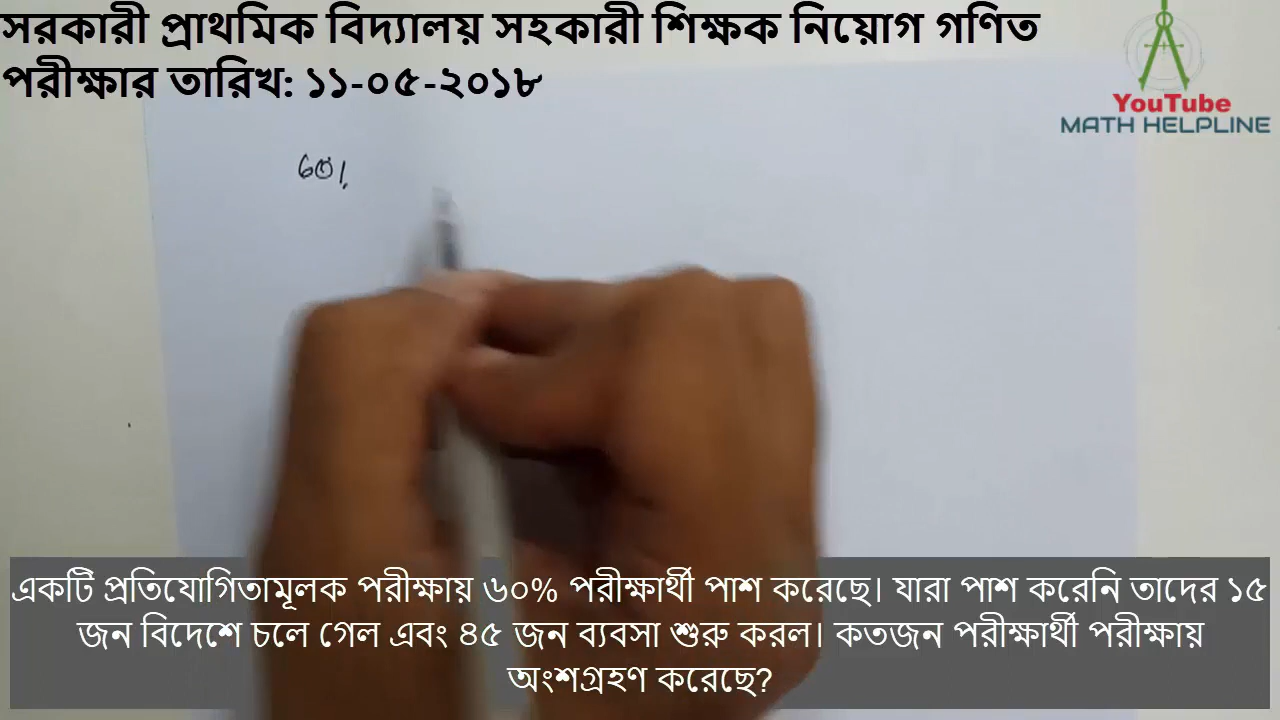 সরকারী প্রাথমিক বিদ্যালয় সহকারী শিক্ষক নিয়োগ গণিত
পরীক্ষার তারিখ: ১১-০৫-২০১৮
YouTube
MATH HELPLINE
60%
একটি প্রতিযোগিতামূলক পরীক্ষায় ৬০% পরীক্ষার্থী পাশ করেছে। যারা পাশ করেনি তাদের ১৫
জন বিদেশে চলে গেল এবং ৪৫ জন ব্যবসা শুরু করল। কতজন পরীক্ষার্থী পরীক্ষায়
অংশগ্রহণ করেছে?